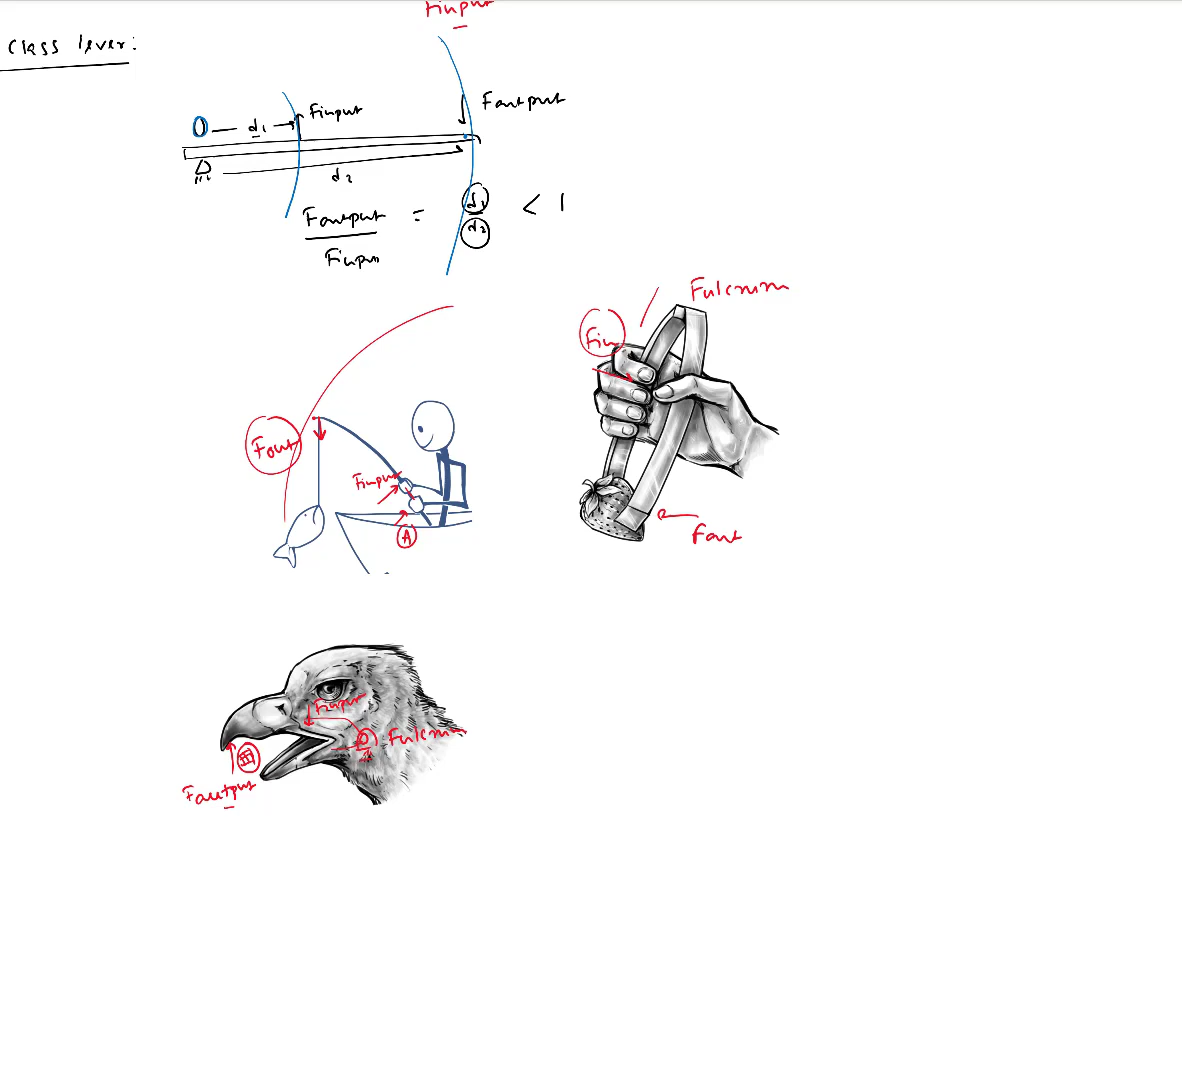 Finput
Class lever:
O
d1
Finput
Foutput
d2
Foutput
Finpu
=
d1
d2
< 1
Fulcrum
Fin
Fout
Finput
A
Fout
Finput
Fulcrum
Foutput